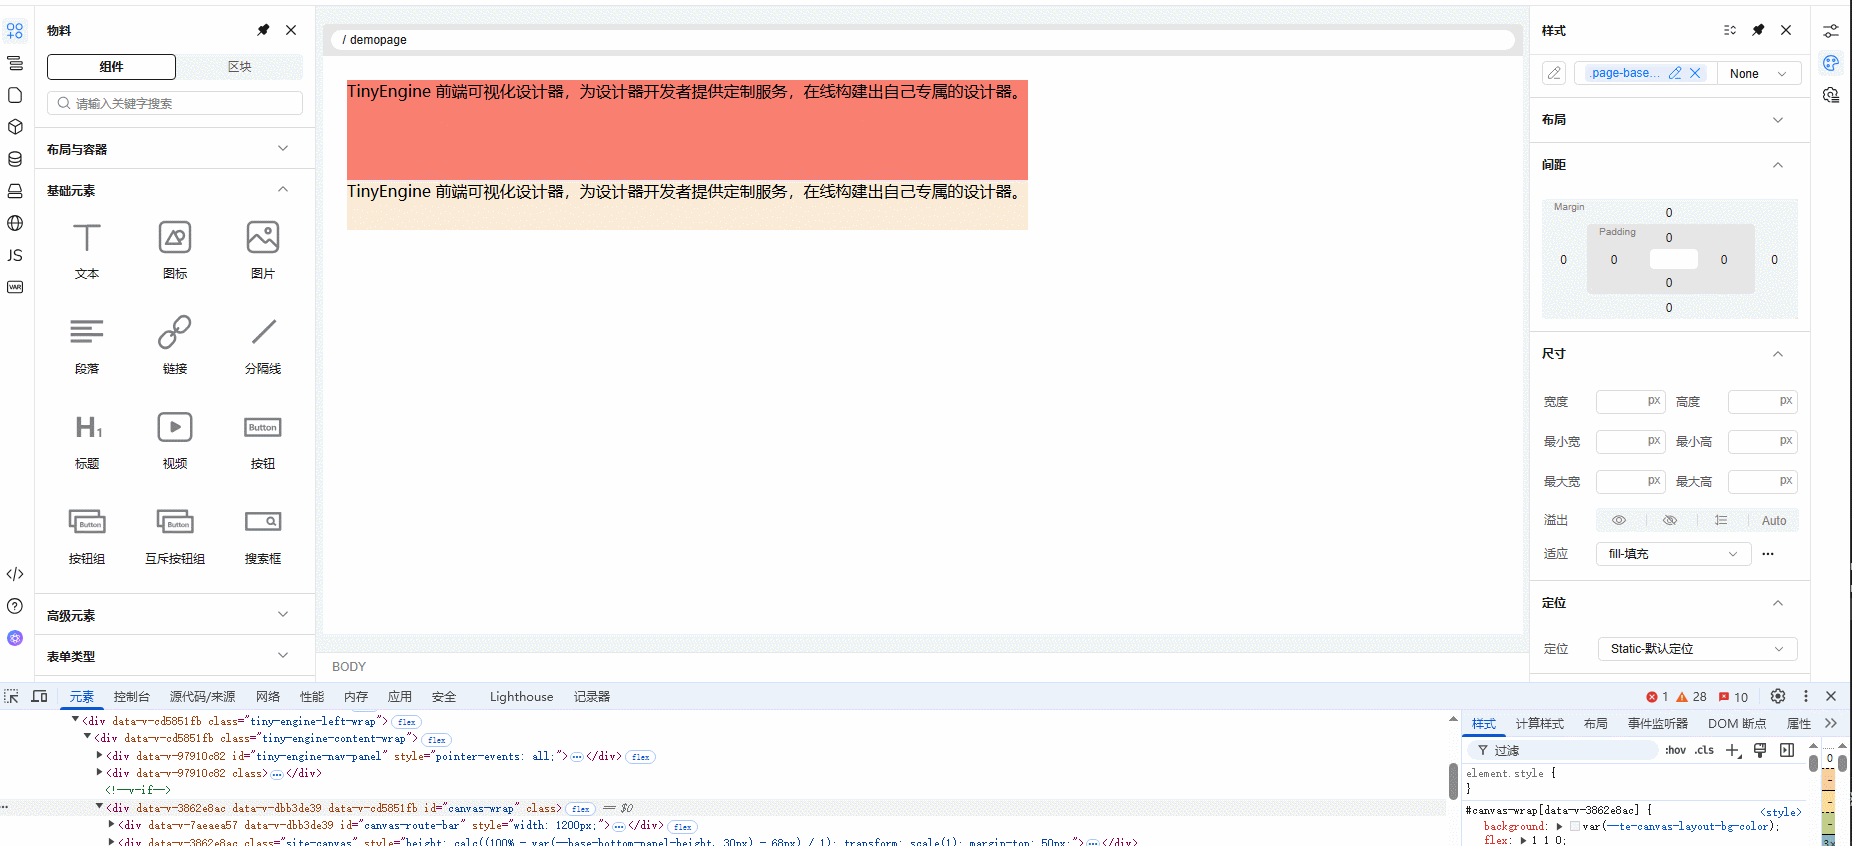 物料
组件
区块
请输入关键字搜索
布局与容器
基础元素
文本
图标
图片
段落
链接
分隔线
H1
Button
标题
视频
按钮
Button
Button
按钮组
互斥按钮组
搜索框
高级元素
表单类型
JS
VAR
/ demopage
TinyEngine 前端可视化设计器，为设计器开发者提供定制服务，在线构建出自己专属的设计器。
TinyEngine 前端可视化设计器，为设计器开发者提供定制服务，在线构建出自己专属的设计器。
BODY
样式
.page-base...
None
布局
间距
Margin
0
Padding
0
0
0
0
0
0
0
尺寸
宽度 px 高度 px
最小宽 px 最小高 px
最大宽 px 最大高 px
溢出 Auto
适应 fill-填充
定位
定位 Static-默认定位
元素 控制台 源代码/来源 网络 性能 内存 应用 安全 Lighthouse 记录器 1 28 10
<div data-v-cd5851fb class="tiny-engine-left-wrap"> flex
<div data-v-cd5851fb class="tiny-engine-content-wrap"> flex
<div data-v-97910c82 id="tiny-engine-nav-panel" style="pointer-events: all;">…</div> flex
<div data-v-97910c82 class>…</div>
<!--v-if-->
<div data-v-3862e8ac data-v-dbb3de39 data-v-cd5851fb id="canvas-wrap" class> flex == $0
<div data-v-7aeaea57 data-v-dbb3de39 id="canvas-route-bar" style="width: 1200px;">…</div> flex
<div data-v-3862e8ac class="site-canvas" style="height: calc((100% - var(--base-bottom-panel-height, 30px) - 68px) / 1); transform: scale(1); margin-top: 50px;">…</div>
样式 计算样式 布局 事件监听器 DOM 断点 属性
过滤 :hov .cls
element.style {
}
#canvas-wrap[data-v-3862e8ac] { <style>
background: var(--te-canvas-layout-bg-color);
flex: 1 1 0;
0
-
-
-